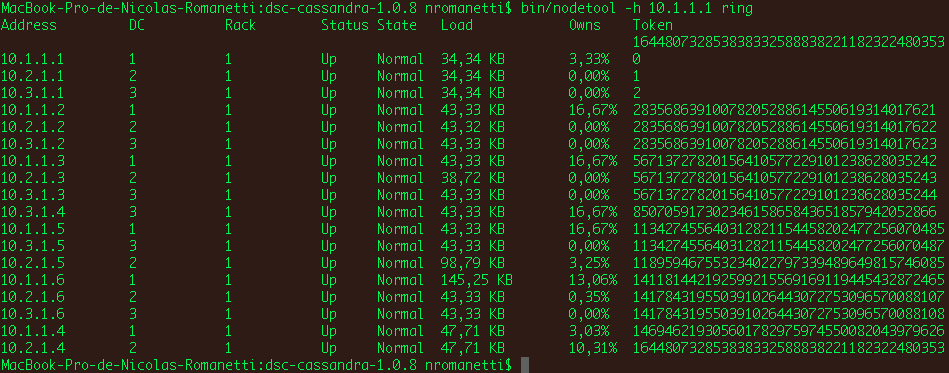 MacBook-Pro-de-Nicolas-Romanetti:dsc-cassandra-1.0.8 nromanetti$ bin/nodetool -h 10.1.1.1 ring
Address DC Rack Status State Load Owns Token
164480732853838332588838221182322480353
10.1.1.1 1 1 Up Normal 34,34 KB 3,33% 0
10.2.1.1 2 1 Up Normal 34,34 KB 0,00% 1
10.3.1.1 3 1 Up Normal 34,34 KB 0,00% 2
10.1.1.2 1 1 Up Normal 43,33 KB 16,67% 28356863910078205288614550619314017621
10.2.1.2 2 1 Up Normal 43,32 KB 0,00% 28356863910078205288614550619314017622
10.3.1.2 3 1 Up Normal 43,33 KB 0,00% 28356863910078205288614550619314017623
10.1.1.3 1 1 Up Normal 43,33 KB 16,67% 56713727820156410577229101238628035242
10.2.1.3 2 1 Up Normal 38,72 KB 0,00% 56713727820156410577229101238628035243
10.3.1.3 3 1 Up Normal 43,33 KB 0,00% 56713727820156410577229101238628035244
10.3.1.4 3 1 Up Normal 43,33 KB 16,67% 85070591730234615865843651857942052866
10.1.1.5 1 1 Up Normal 43,33 KB 16,67% 113427455640312821154458202477256070485
10.3.1.5 3 1 Up Normal 43,33 KB 0,00% 113427455640312821154458202477256070487
10.2.1.5 2 1 Up Normal 98,79 KB 3,25% 118959467553234022797339489649815746085
10.1.1.6 1 1 Up Normal 145,25 KB 13,06% 141181442192599215569169119445432872465
10.2.1.6 2 1 Up Normal 43,33 KB 0,35% 141784319550391026443072753096570088107
10.3.1.6 3 1 Up Normal 43,33 KB 0,00% 141784319550391026443072753096570088108
10.1.1.4 1 1 Up Normal 47,71 KB 3,03% 146946219305601782975974550082043979626
10.2.1.4 2 1 Up Normal 47,71 KB 10,31% 164480732853838332588838221182322480353
MacBook-Pro-de-Nicolas-Romanetti:dsc-cassandra-1.0.8 nromanetti$